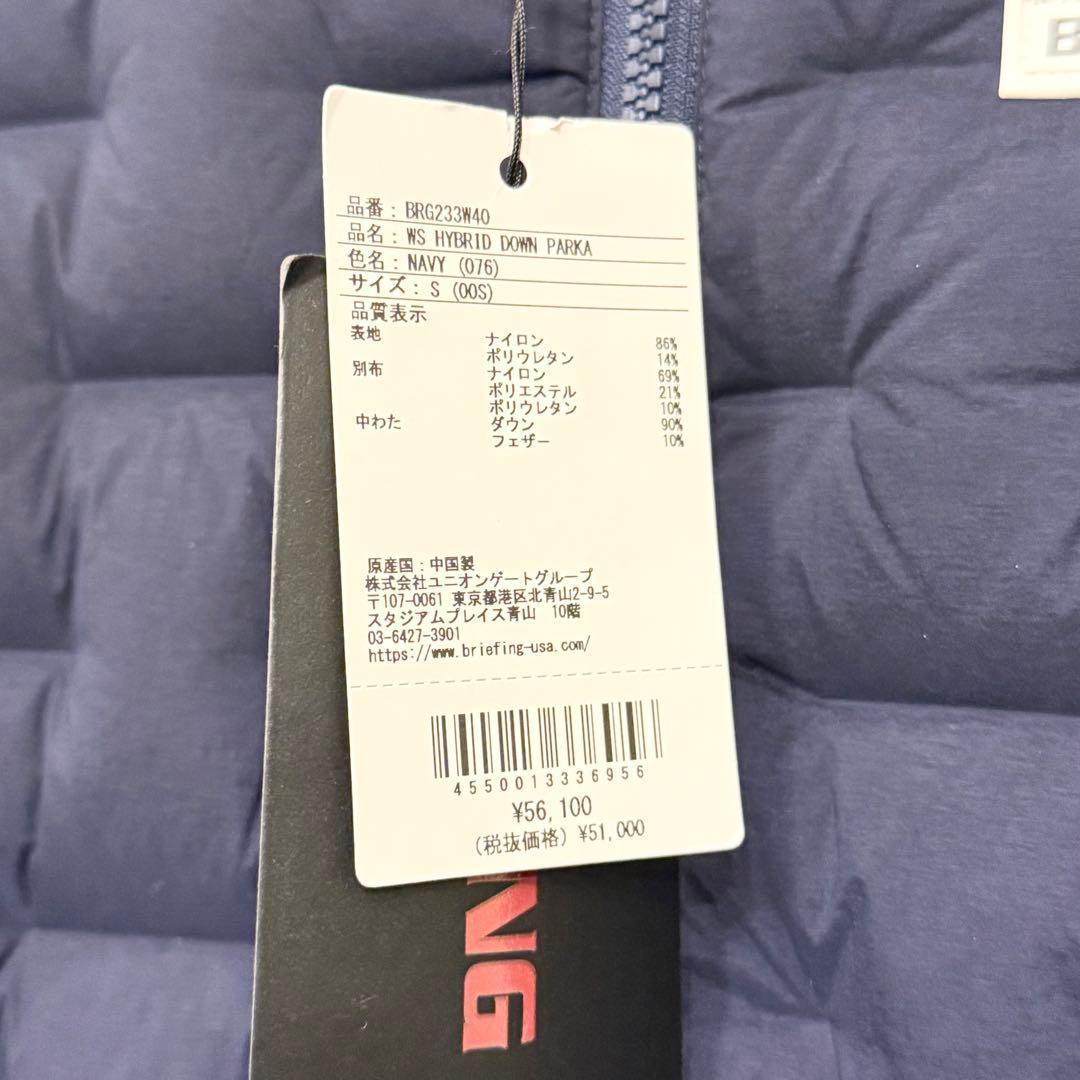 B
品番: BRG233W40
品名: WS HYBRID DOWN PARKA
色名: NAVY (076)
サイズ: S (00S)
品質表示
表地 ナイロン 86%
ポリウレタン 14%
別布 ナイロン 69%
ポリエステル 21%
ポリウレタン 10%
中わた ダウン 90%
フェザー 10%
原産国：中国製
株式会社ユニオンゲートグループ
〒107-0061 東京都港区北青山2-9-5
スタジアムプレイス青山 10階
03-6427-3901
https://www.briefing-usa.com/
4550013336956
¥56,100
(税抜価格) ¥51,000
NG